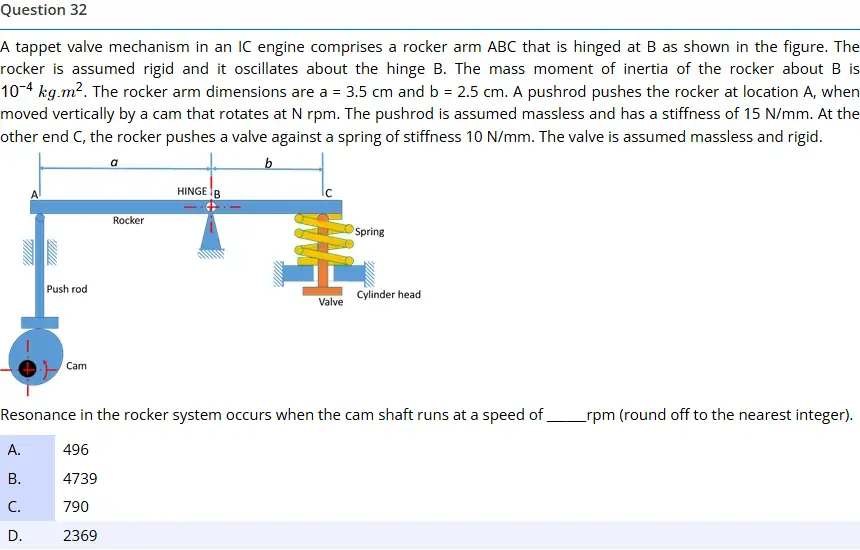 Question 32
A tappet valve mechanism in an IC engine comprises a rocker arm ABC that is hinged at B as shown in the figure. The
rocker is assumed rigid and it oscillates about the hinge B. The mass moment of inertia of the rocker about B is
10⁻⁴ kg.m². The rocker arm dimensions are a = 3.5 cm and b = 2.5 cm. A pushrod pushes the rocker at location A, when
moved vertically by a cam that rotates at N rpm. The pushrod is assumed massless and has a stiffness of 15 N/mm. At the
other end C, the rocker pushes a valve against a spring of stiffness 10 N/mm. The valve is assumed massless and rigid.
a
b
A
HINGE B
C
Rocker
Spring
Push rod
Valve
Cylinder head
Cam
Resonance in the rocker system occurs when the cam shaft runs at a speed of _____rpm (round off to the nearest integer).
A. 496
B. 4739
C. 790
D. 2369